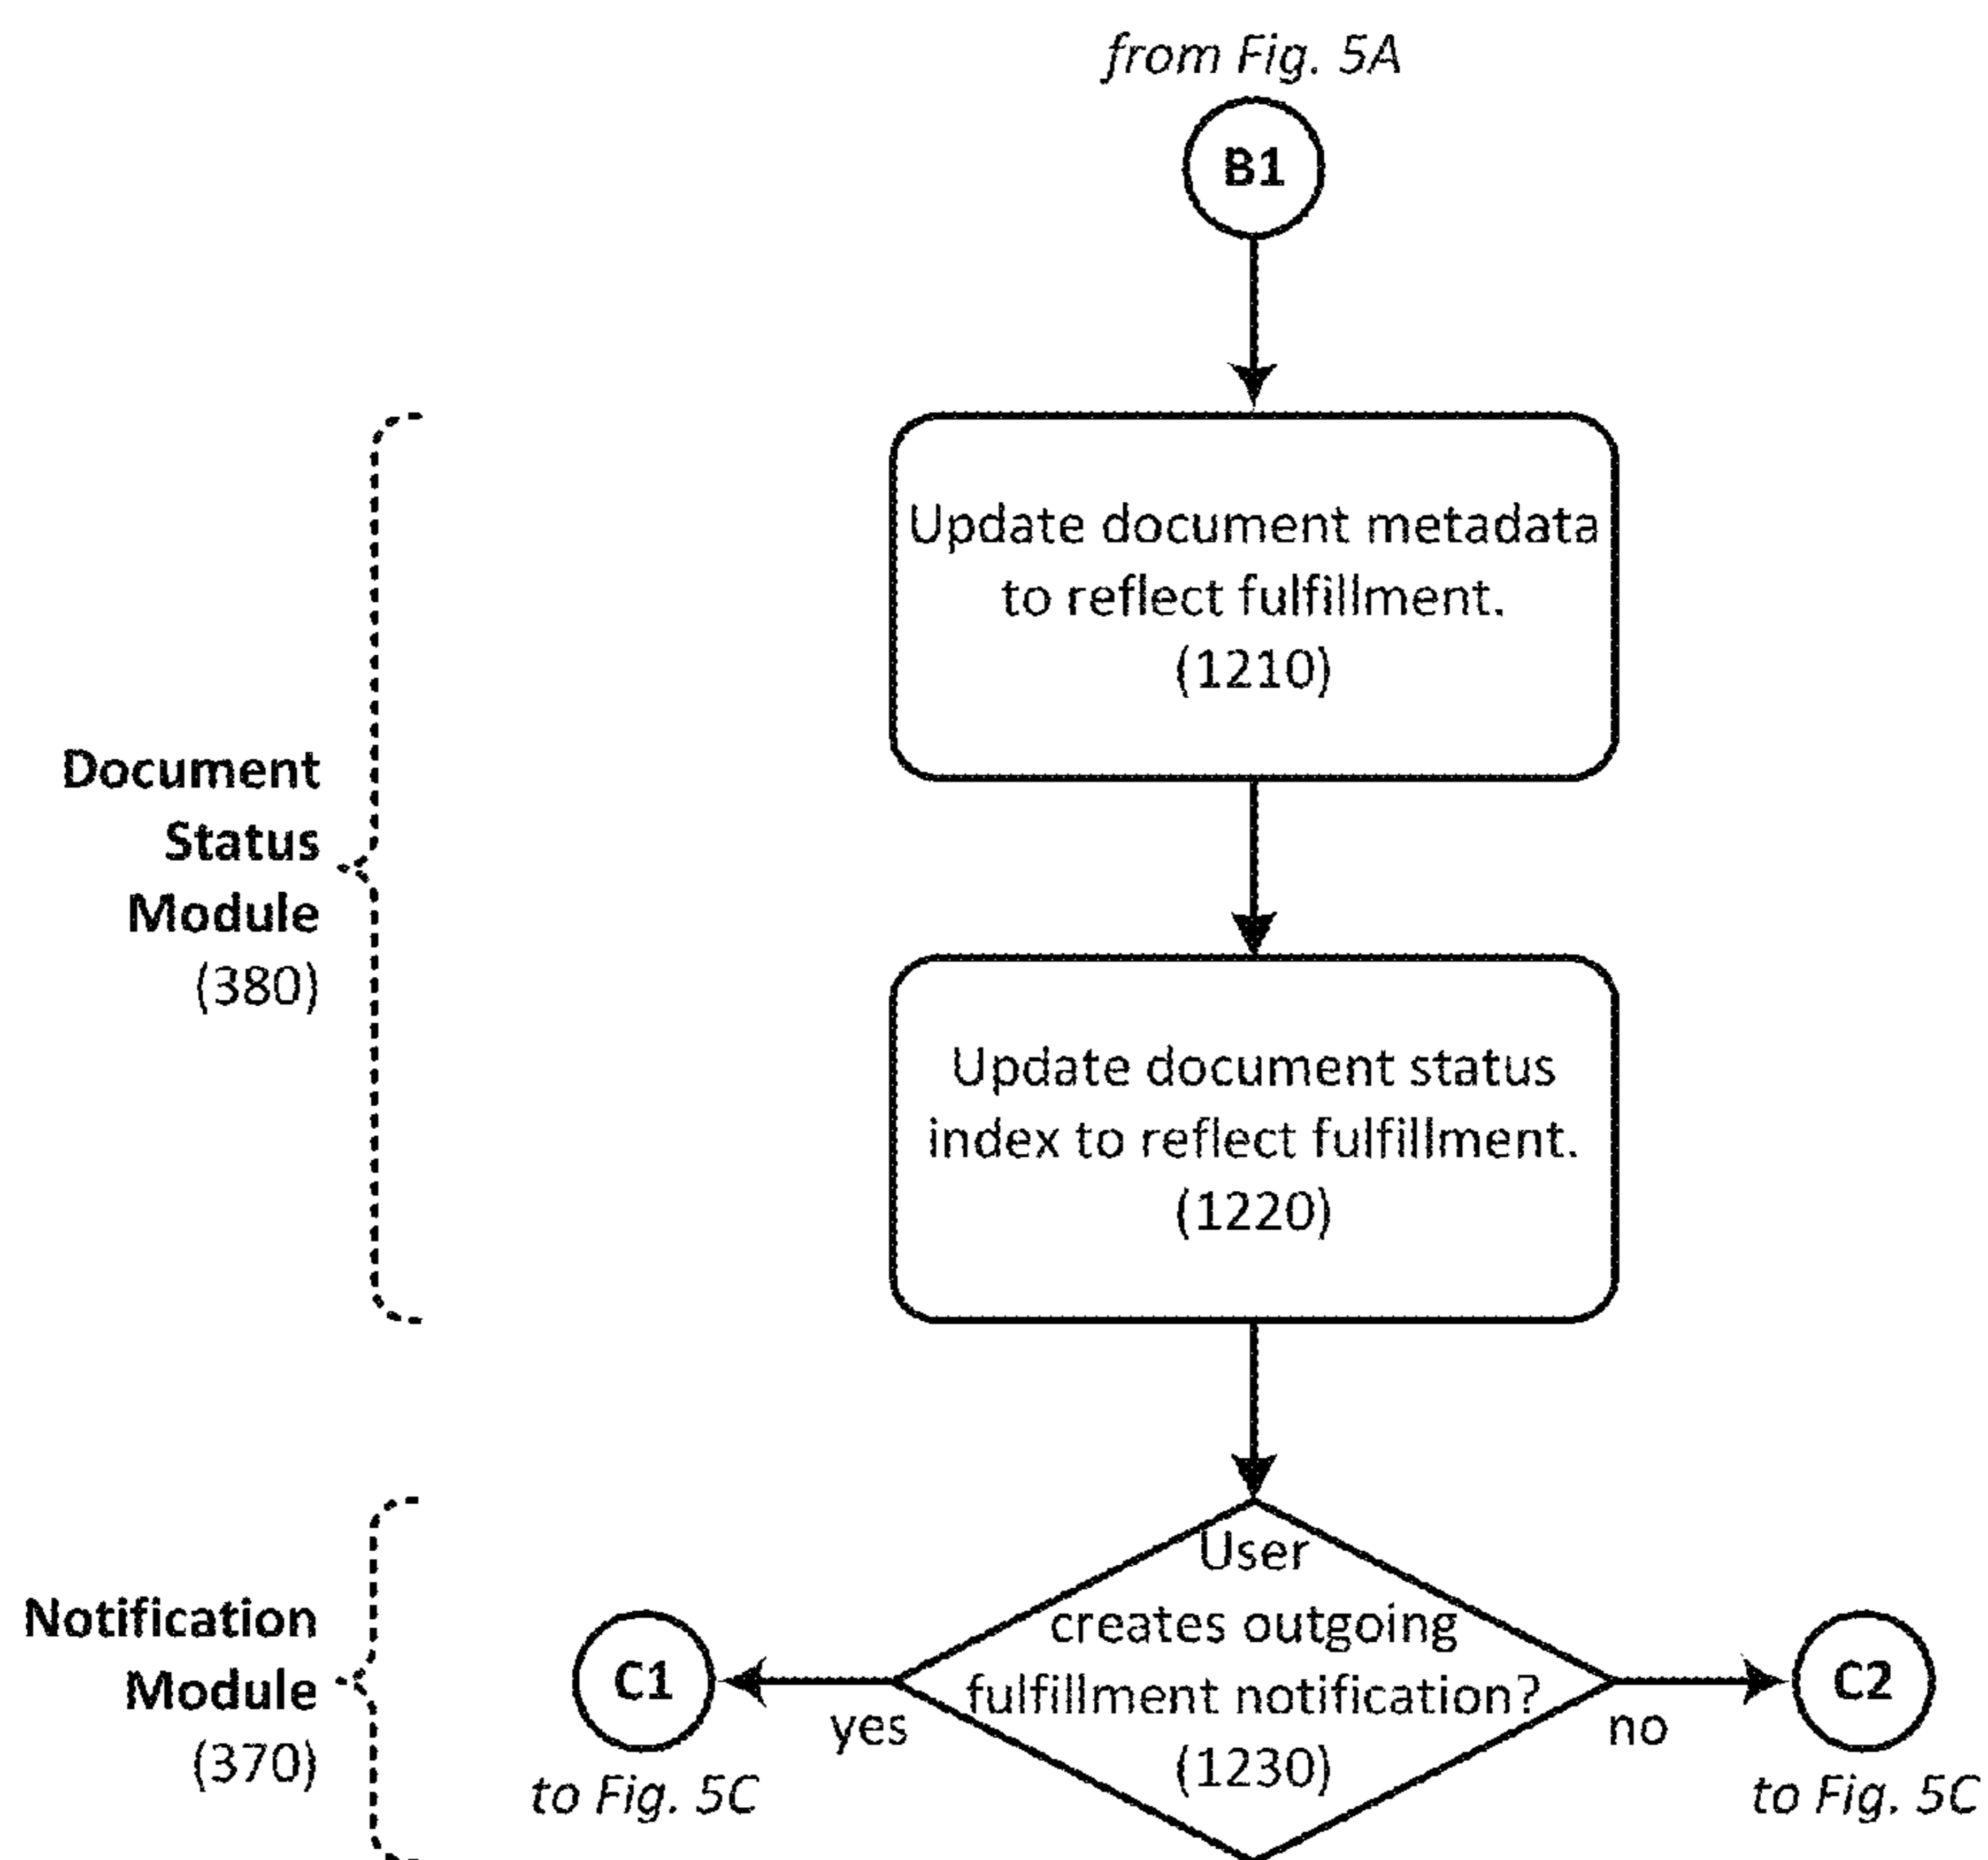 from Fig. 5A
B1
Update document metadata
to reflect fulfillment.
(1210)
Document
Status
Module
(380)
Update document status
index to reflect fulfillment.
(1220)
Notification
Module
(370)
C1
to Fig. 5C
yes
User
creates outgoing
fulfillment notification?
(1230)
no
C2
to Fig. 5C